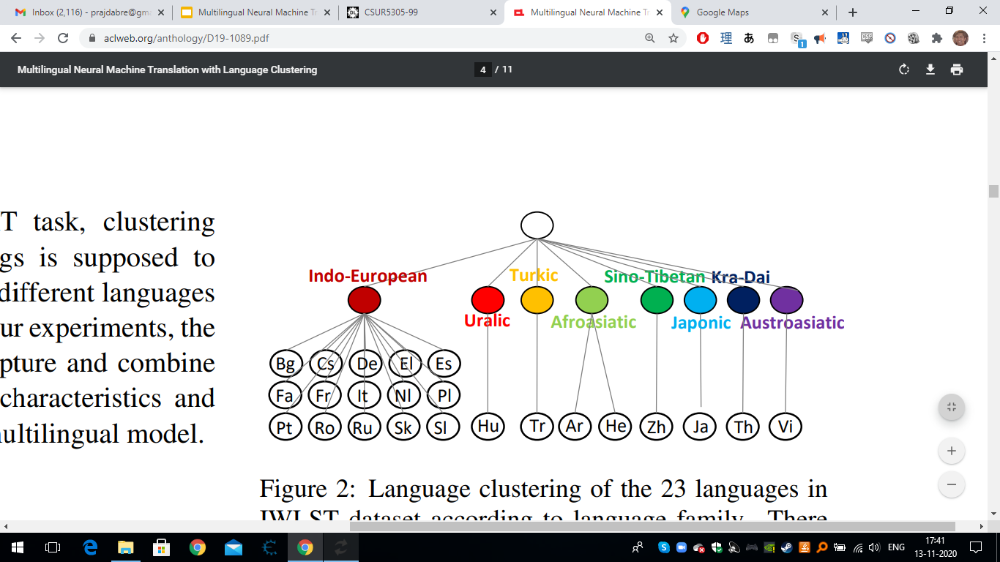 Inbox (2,116) - prajdabre@gm
Multilingual Neural Machine Tr
CSUR5305-99
Multilingual Neural Machine Tr
Google Maps
aclweb.org/anthology/D19-1089.pdf
Multilingual Neural Machine Translation with Language Clustering
4 / 11
T task, clustering
gs is supposed to
different languages
ur experiments, the
pture and combine
characteristics and
nultilingual model.
Indo-European
Turkic
Sino-Tibetan
Kra-Dai
Uralic
Afroasiatic
Japonic
Austroasiatic
Bg Cs De El Es
Fa Fr It Nl Pl
Pt Ro Ru Sk Sl Hu Tr Ar He Zh Ja Th Vi
Figure 2: Language clustering of the 23 languages in
IWLST dataset according to language family. There
ENG
17:41
13-11-2020